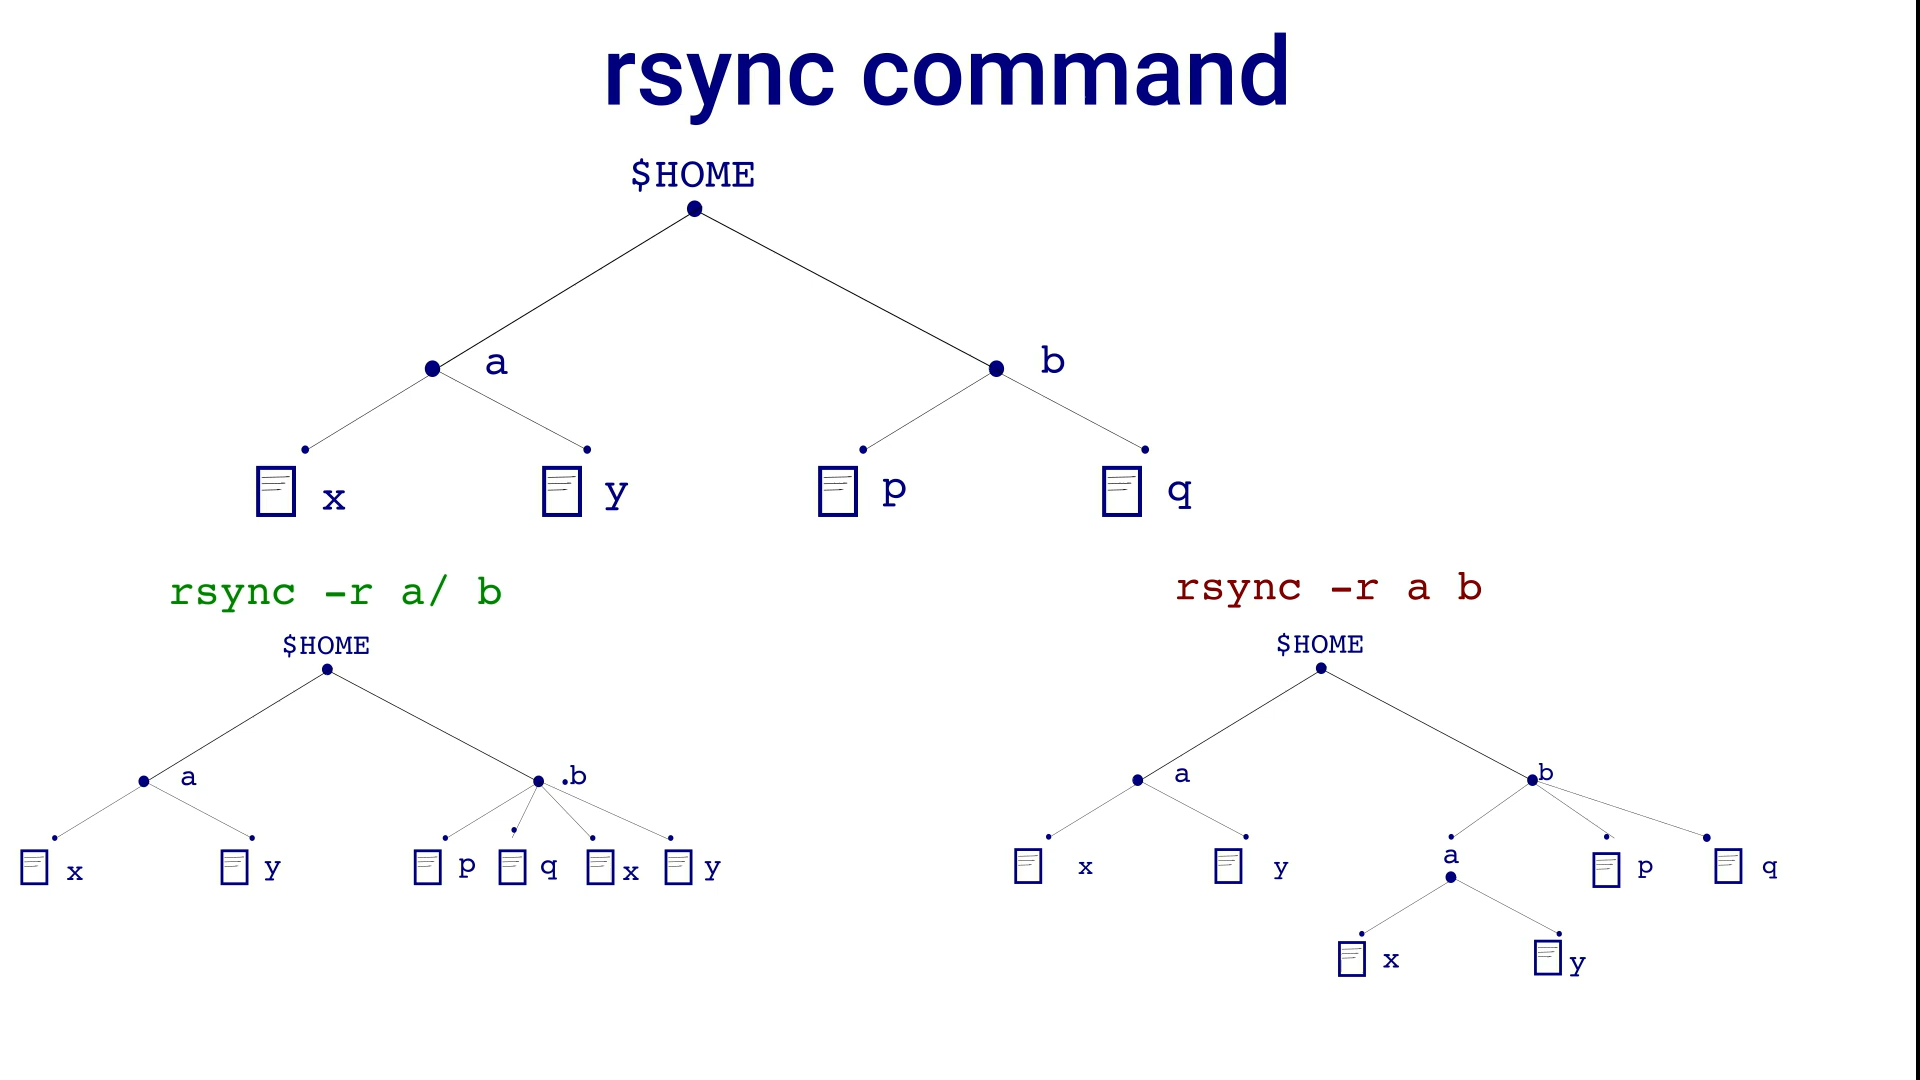 rsync command
$HOME
a b
x y p q
rsync -r a/ b
$HOME
a .b
x y p q x y
rsync -r a b
$HOME
a b
x y a p q
x y